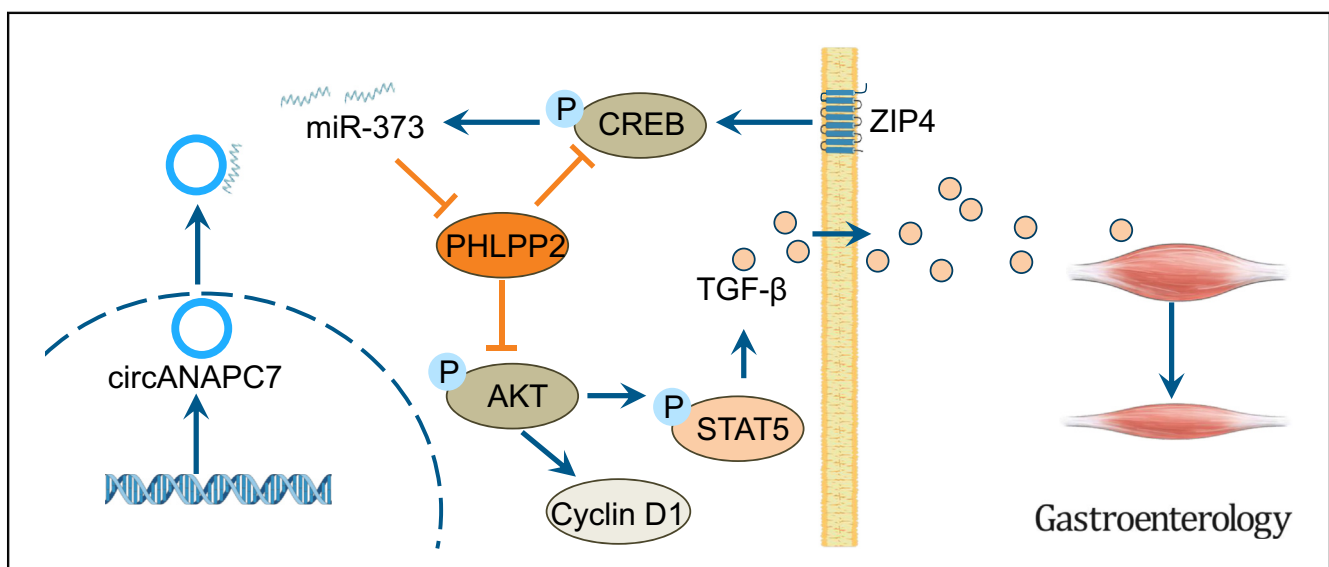 P
CREB
ZIP4
miR-373
PHLPP2
TGF-β
circANAPC7
P
AKT
P
STAT5
Cyclin D1
Gastroenterology